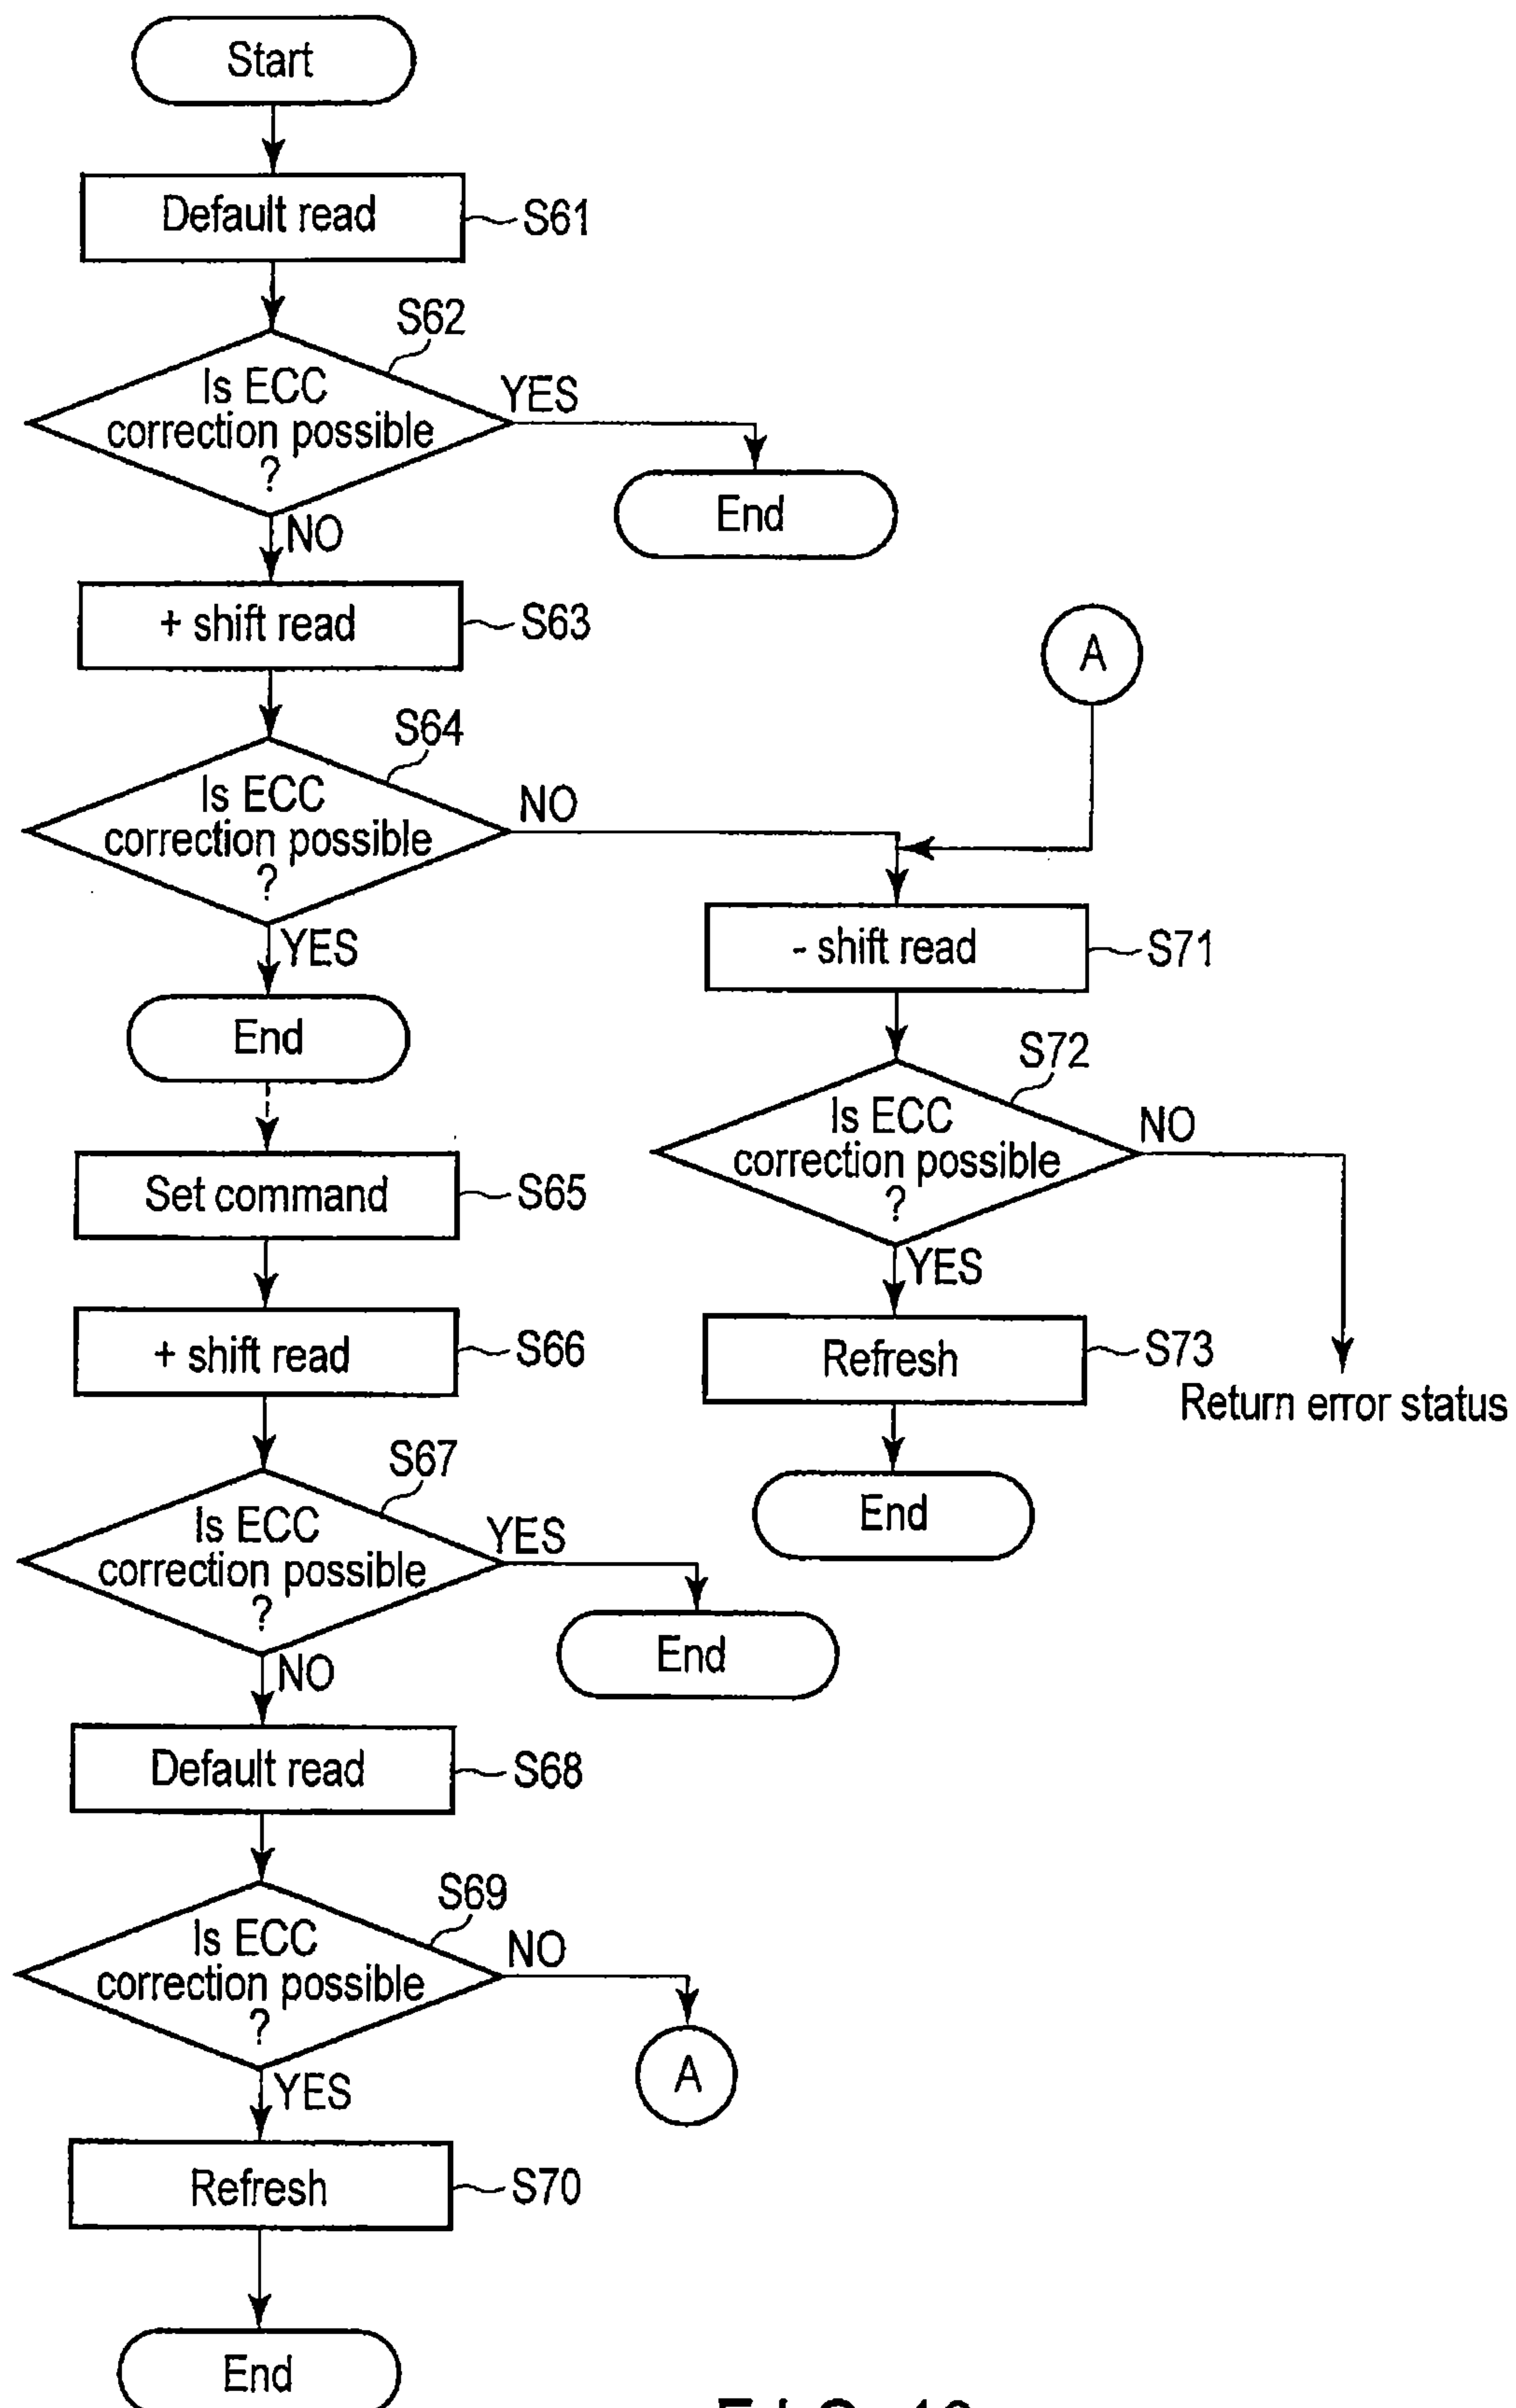 Start
Default read
S61
S62
Is ECC
correction possible
?
YES
End
NO
+ shift read
S63
A
S64
Is ECC
correction possible
?
NO
YES
- shift read
S71
End
S72
Is ECC
correction possible
?
NO
Set command
S65
YES
+ shift read
S66
Refresh
S73
Return error status
S67
Is ECC
correction possible
?
YES
End
End
NO
Default read
S68
S69
Is ECC
correction possible
?
NO
A
YES
Refresh
S70
End